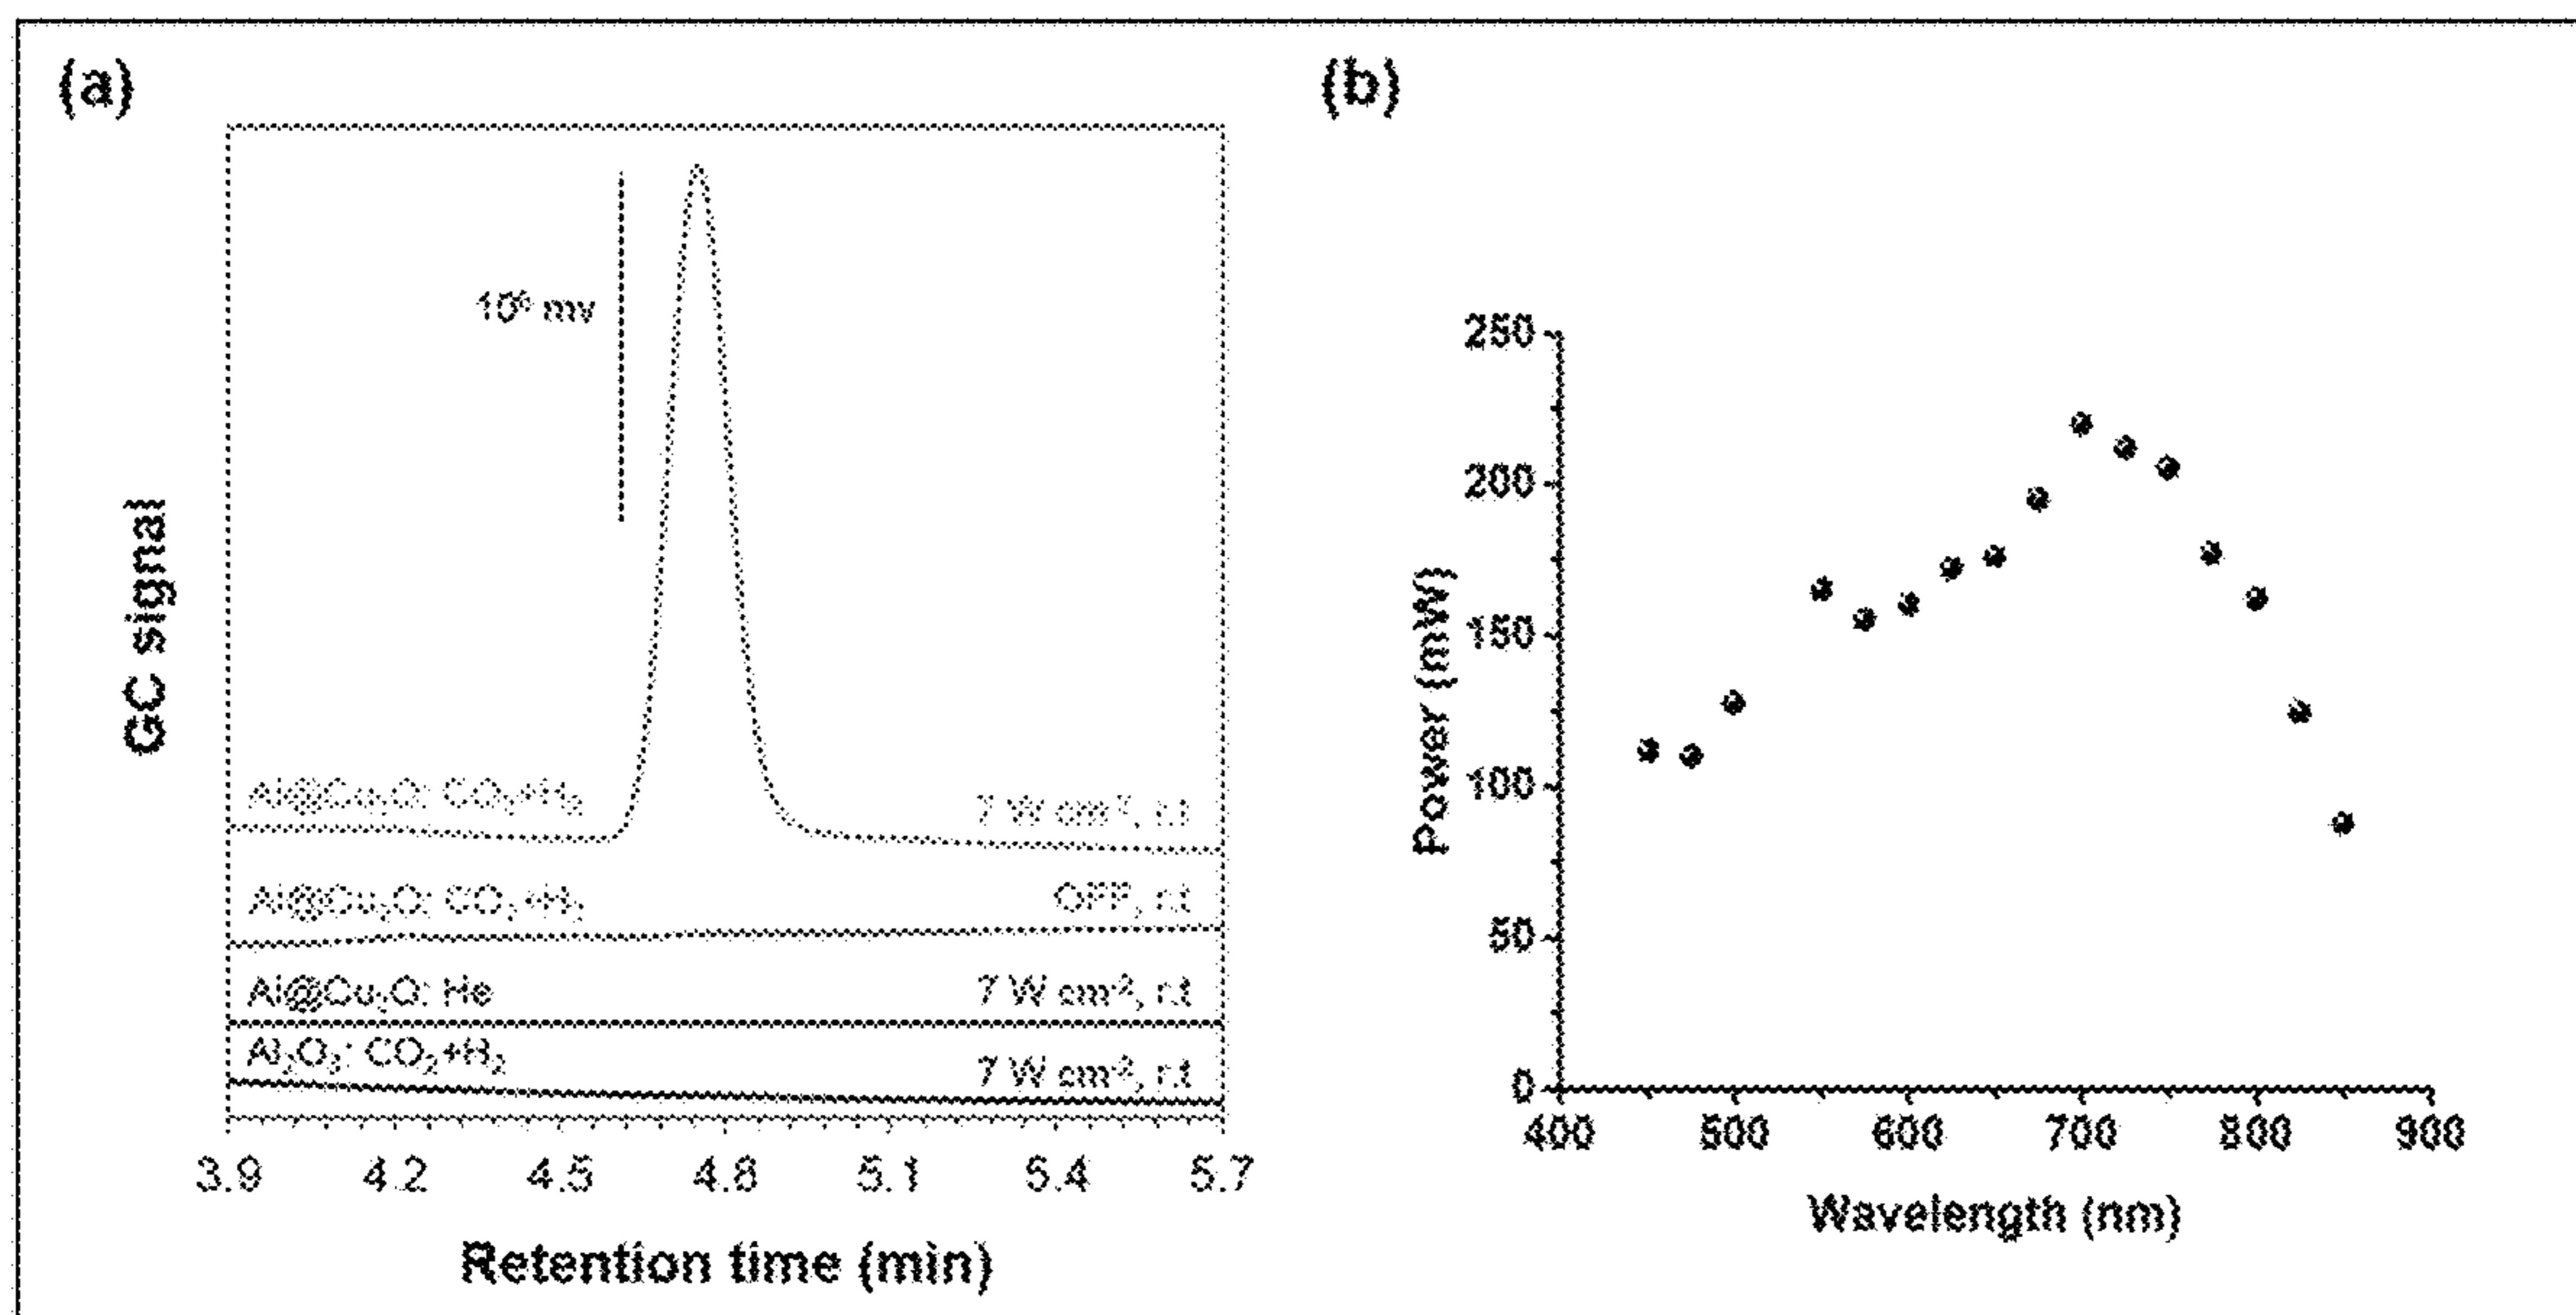 (a)
(b)
10⁶ mv
GC signal
Al@Cu₂O: CO₂+H₂ 7 W cm⁻², r.t
Al@Cu₂O: CO₂+H₂ OFF, r.t
Al@Cu₂O: He 7 W cm⁻², r.t
Al₂O₃: CO₂+H₂ 7 W cm⁻², r.t
3.9 4.2 4.5 4.8 5.1 5.4 5.7
Retention time (min)
Power (mW)
250
200
150
100
50
0
400 500 600 700 800 900
Wavelength (nm)